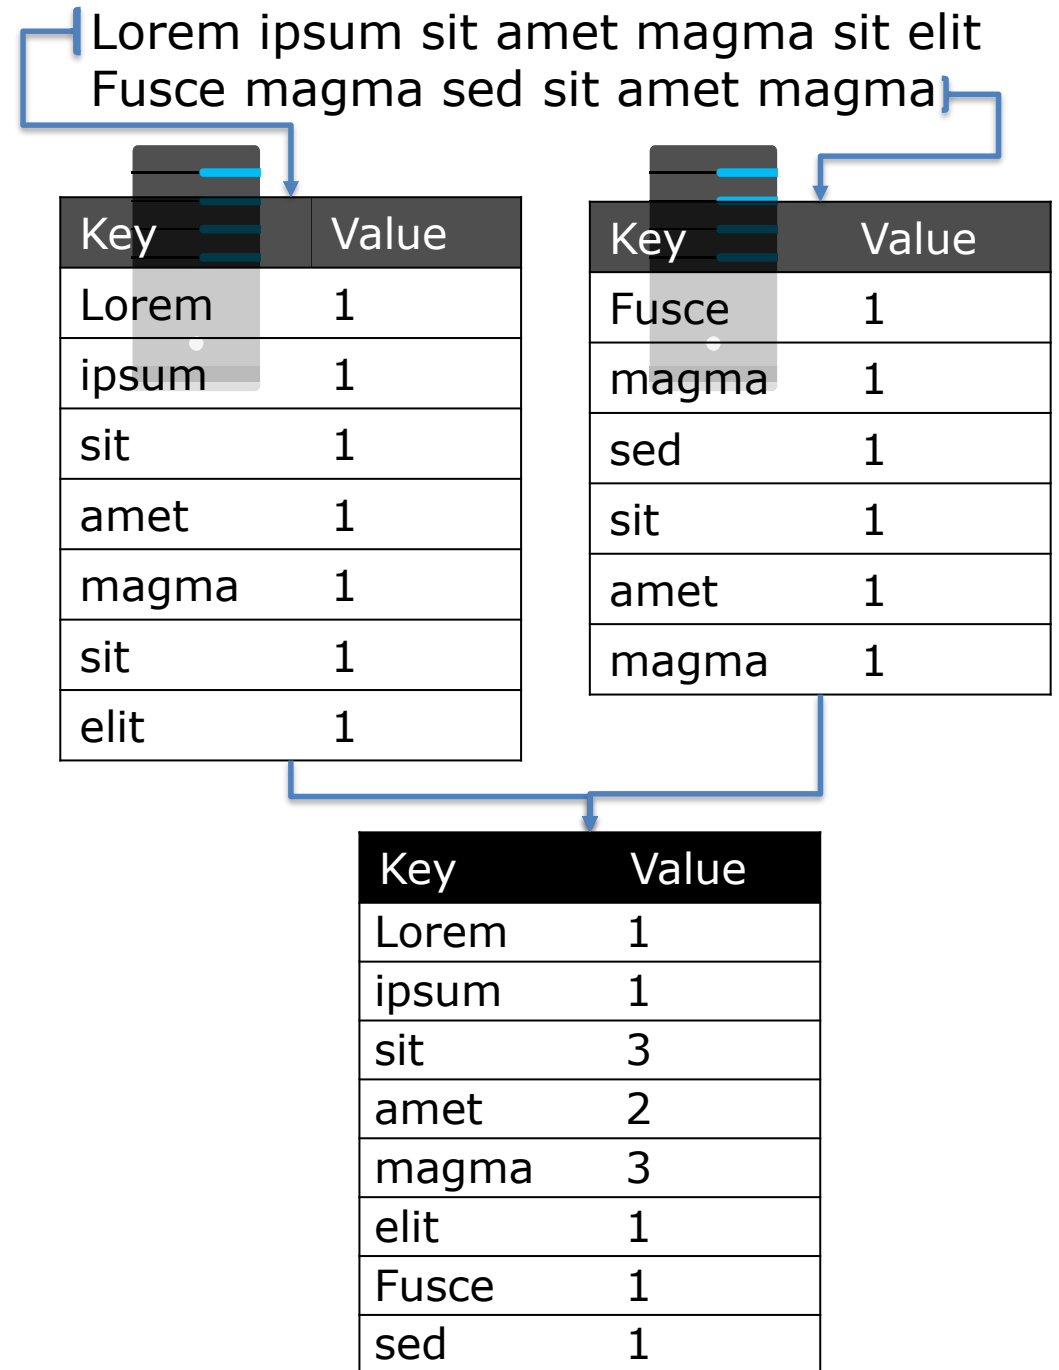 Lorem ipsum sit amet magma sit elit
Fusce magma sed sit amet magma
Key Value
Lorem 1
ipsum 1
sit 1
amet 1
magma 1
sit 1
elit 1
Key Value
Fusce 1
magma 1
sed 1
sit 1
amet 1
magma 1
Key Value
Lorem 1
ipsum 1
sit 3
amet 2
magma 3
elit 1
Fusce 1
sed 1